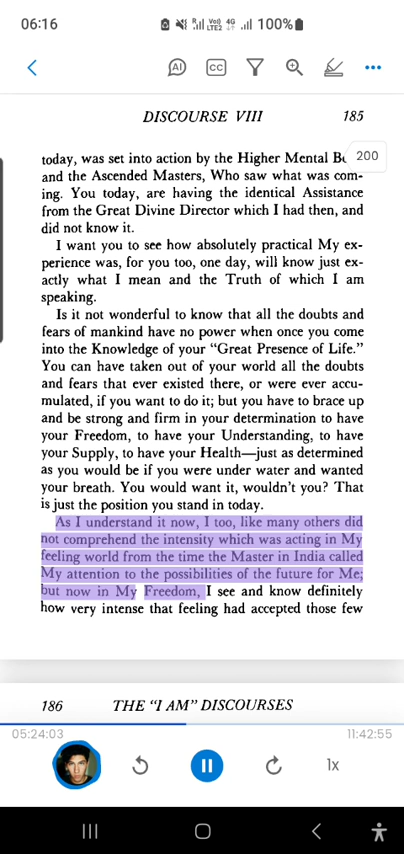 06:16
R Vo)) 4G LTE2 100%
AI CC
DISCOURSE VIII 185
200
today, was set into action by the Higher Mental
and the Ascended Masters, Who saw what was com-
ing. You today, are having the identical Assistance
from the Great Divine Director which I had then, and
did not know it.
I want you to see how absolutely practical My ex-
perience was, for you too, one day, will know just ex-
actly what I mean and the Truth of which I am
speaking.
Is it not wonderful to know that all the doubts and
fears of mankind have no power when once you come
into the Knowledge of your “Great Presence of Life.”
You can have taken out of your world all the doubts
and fears that ever existed there, or were ever accu-
mulated, if you want to do it; but you have to brace up
and be strong and firm in your determination to have
your Freedom, to have your Understanding, to have
your Supply, to have your Health—just as determined
as you would be if you were under water and wanted
your breath. You would want it, wouldn’t you? That
is just the position you stand in today.
As I understand it now, I too, like many others did
not comprehend the intensity which was acting in My
feeling world from the time the Master in India called
My attention to the possibilities of the future for Me;
but now in My Freedom, I see and know definitely
how very intense that feeling had accepted those few
186 THE “I AM” DISCOURSES
05:24:03 11:42:55
1x